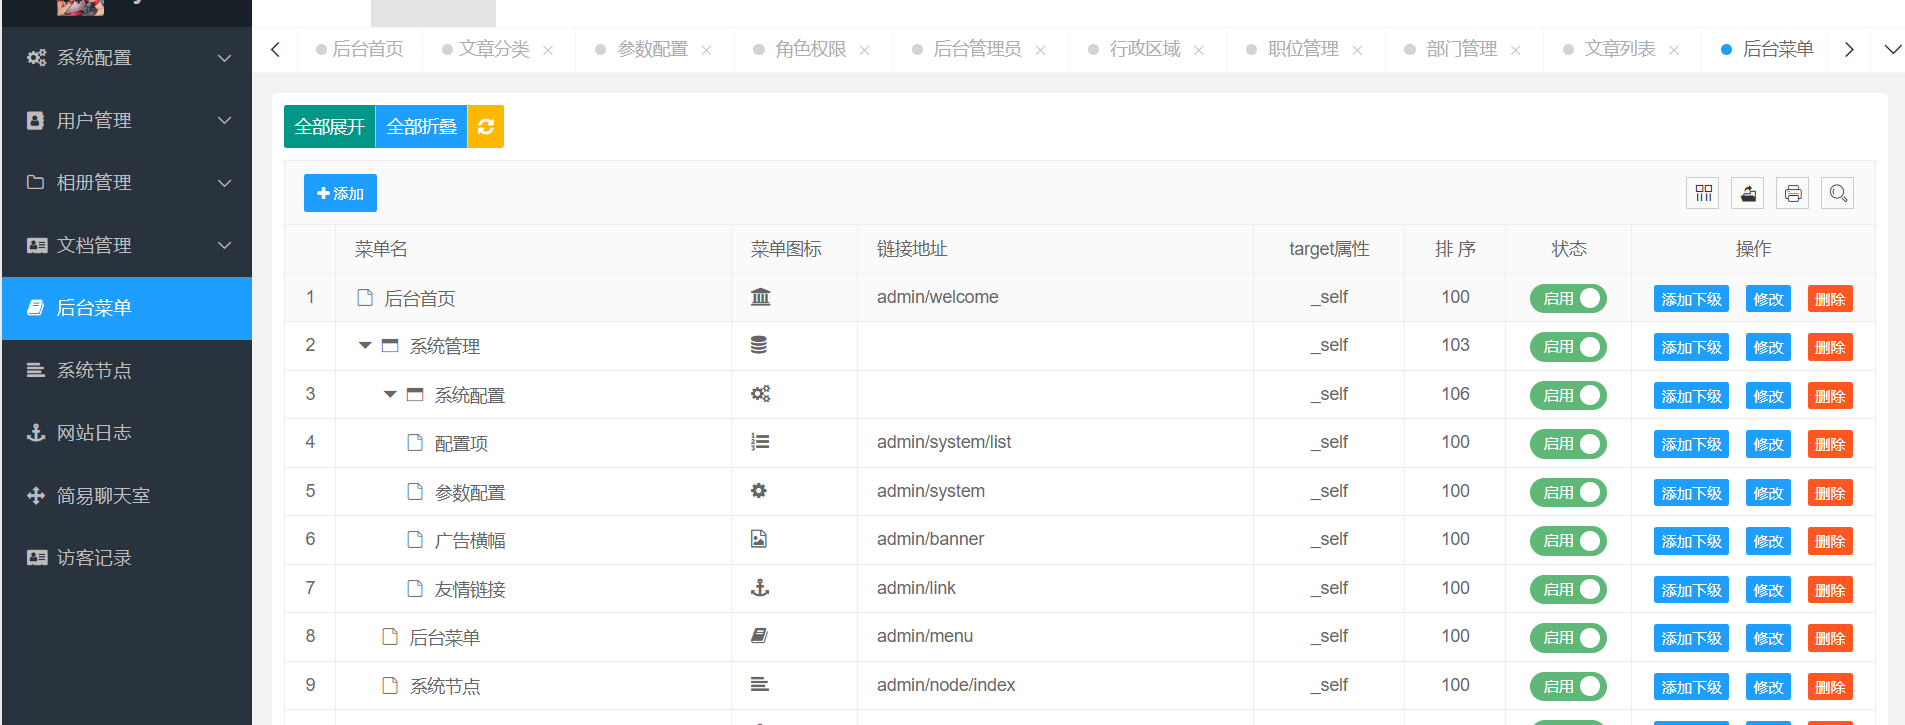 系统配置
用户管理
相册管理
文档管理
后台菜单
系统节点
网站日志
简易聊天室
访客记录
后台首页 文章分类 参数配置 角色权限 后台管理员 行政区域 职位管理 部门管理 文章列表 后台菜单
全部展开 全部折叠
添加
菜单名 菜单图标 链接地址 target属性 排 序 状态 操作
1 后台首页 admin/welcome _self 100 启用 添加下级 修改 删除
2 系统管理 _self 103 启用 添加下级 修改 删除
3 系统配置 _self 106 启用 添加下级 修改 删除
4 配置项 admin/system/list _self 100 启用 添加下级 修改 删除
5 参数配置 admin/system _self 100 启用 添加下级 修改 删除
6 广告横幅 admin/banner _self 100 启用 添加下级 修改 删除
7 友情链接 admin/link _self 100 启用 添加下级 修改 删除
8 后台菜单 admin/menu _self 100 启用 添加下级 修改 删除
9 系统节点 admin/node/index _self 100 启用 添加下级 修改 删除